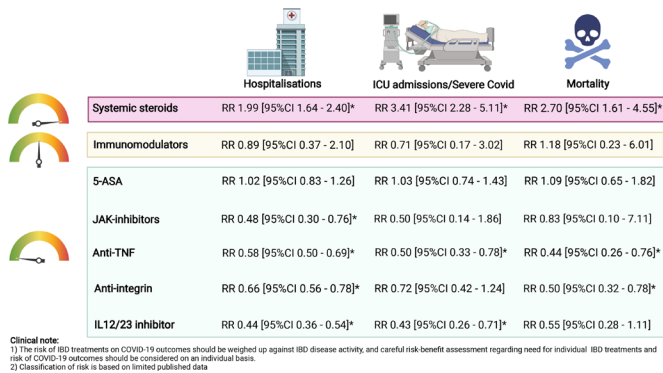 Hospitalisations ICU admissions/Severe Covid Mortality
Systemic steroids RR 1.99 [95%CI 1.64 - 2.40]* RR 3.41 [95%CI 2.28 - 5.11]* RR 2.70 [95%CI 1.61 - 4.55]*
Immunomodulators RR 0.89 [95%CI 0.37 - 2.10] RR 0.71 [95%CI 0.17 - 3.02] RR 1.18 [95%CI 0.23 - 6.01]
5-ASA RR 1.02 [95%CI 0.83 - 1.26] RR 1.03 [95%CI 0.74 - 1.43] RR 1.09 [95%CI 0.65 - 1.82]
JAK-inhibitors RR 0.48 [95%CI 0.30 - 0.76]* RR 0.50 [95%CI 0.14 - 1.86] RR 0.83 [95%CI 0.10 - 7.11]
Anti-TNF RR 0.58 [95%CI 0.50 - 0.69]* RR 0.50 [95%CI 0.33 - 0.78]* RR 0.44 [95%CI 0.26 - 0.76]*
Anti-integrin RR 0.66 [95%CI 0.56 - 0.78]* RR 0.72 [95%CI 0.42 - 1.24] RR 0.50 [95%CI 0.32 - 0.78]*
IL12/23 inhibitor RR 0.44 [95%CI 0.36 - 0.54]* RR 0.43 [95%CI 0.26 - 0.71]* RR 0.55 [95%CI 0.28 - 1.11]
Clinical note:
1) The risk of IBD treatments on COVID-19 outcomes should be weighed up against IBD disease activity, and careful risk-benefit assessment regarding need for individual IBD treatments and
risk of COVID-19 outcomes should be considered on an individual basis.
2) Classification of risk is based on limited published data